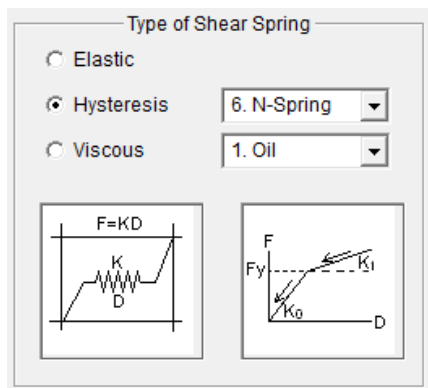 Type of Shear Spring
Elastic
Hysteresis 6. N-Spring
Viscous 1. Oil
F=KD
K
D
F
Fy K₁
K₀
D